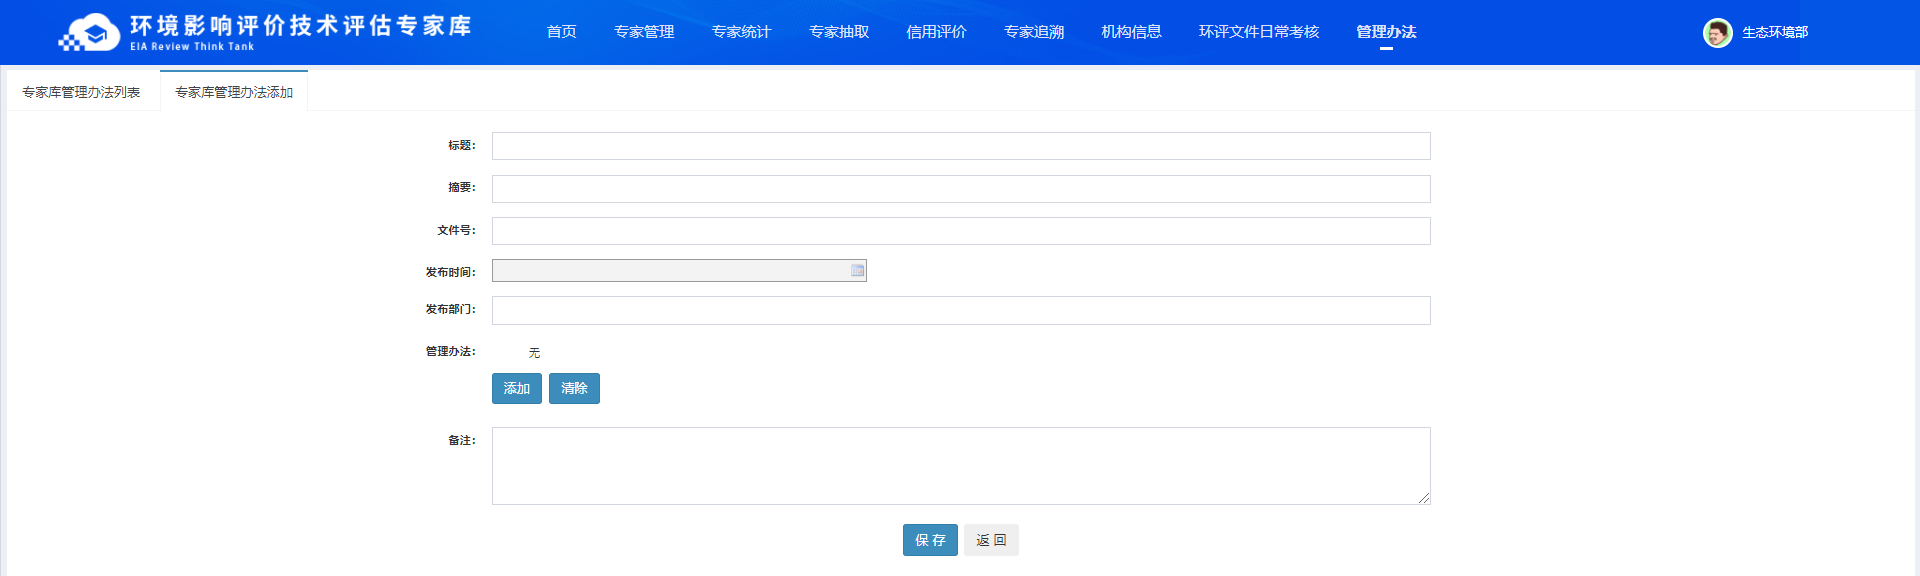 环境影响评价技术评估专家库
EIA Review Think Tank
首页 专家管理 专家统计 专家抽取 信用评价 专家追溯 机构信息 环评文件日常考核 管理办法
生态环境部
专家库管理办法列表 专家库管理办法添加
标题:
摘要:
文件号:
发布时间:
发布部门:
管理办法: 无
添加 清除
备注:
保 存 返 回